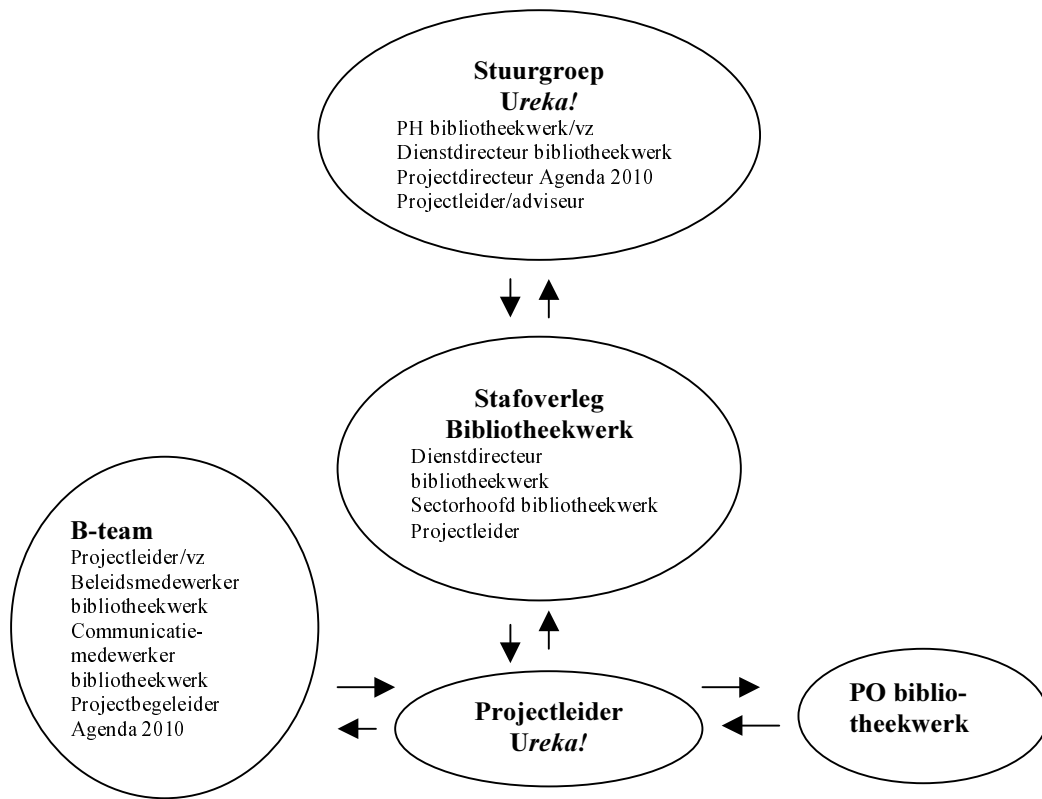 Stuurgroep
Ureka!
PH bibliotheekwerk/vz
Dienstdirecteur bibliotheekwerk
Projectdirecteur Agenda 2010
Projectleider/adviseur
Stafoverleg
Bibliotheekwerk
Dienstdirecteur
bibliotheekwerk
Sectorhoofd bibliotheekwerk
Projectleider
B-team
Projectleider/vz
Beleidsmedewerker
bibliotheekwerk
Communicatie-
medewerker
bibliotheekwerk
Projectbegeleider
Agenda 2010
Projectleider
Ureka!
PO biblio-
theekwerk